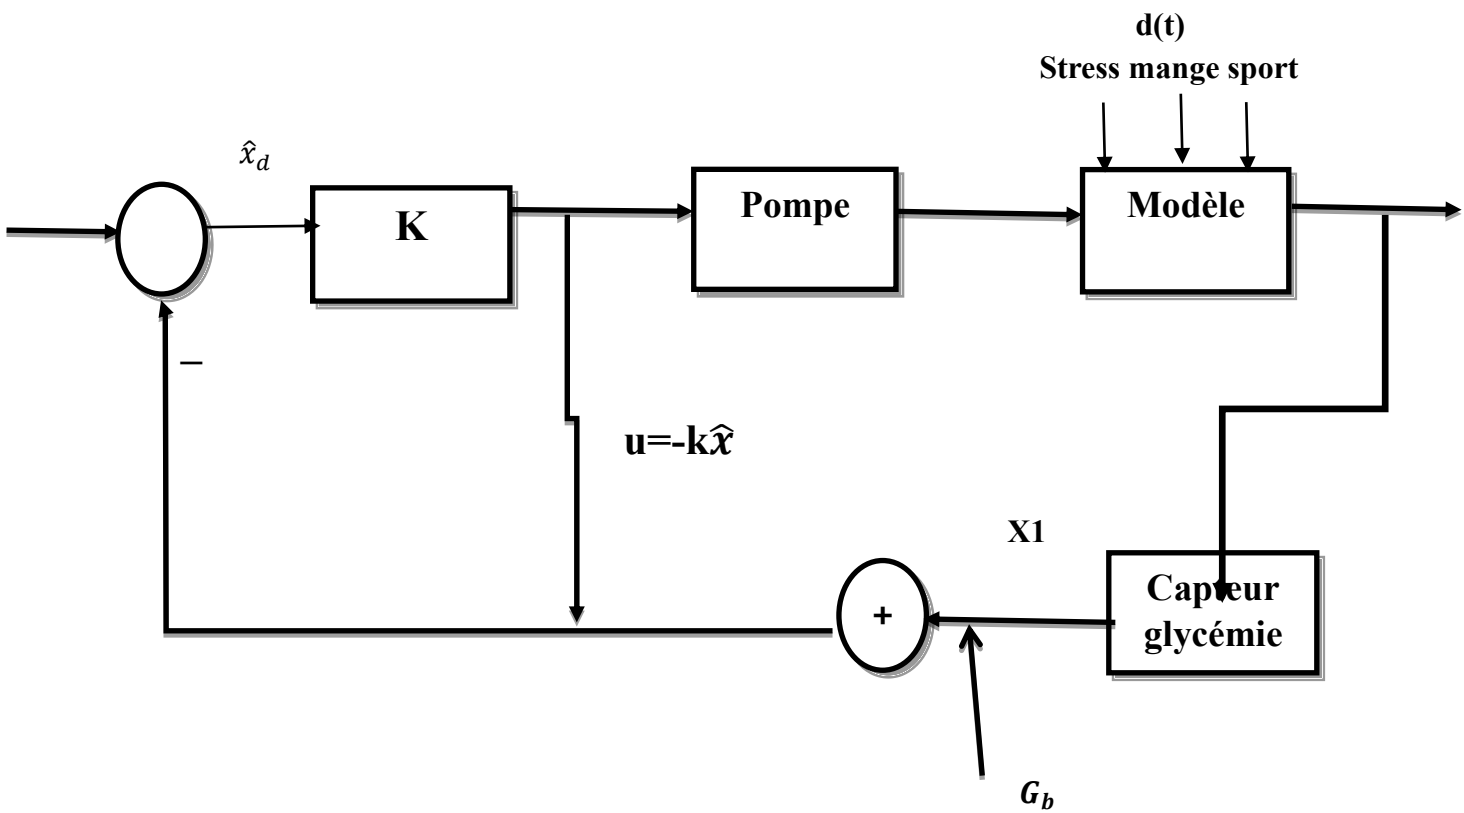 d(t)
Stress mange sport
x̂_d
K
Pompe
Modèle
−
u=-kx̂
X1
Capteur
glycémie
+
G_b